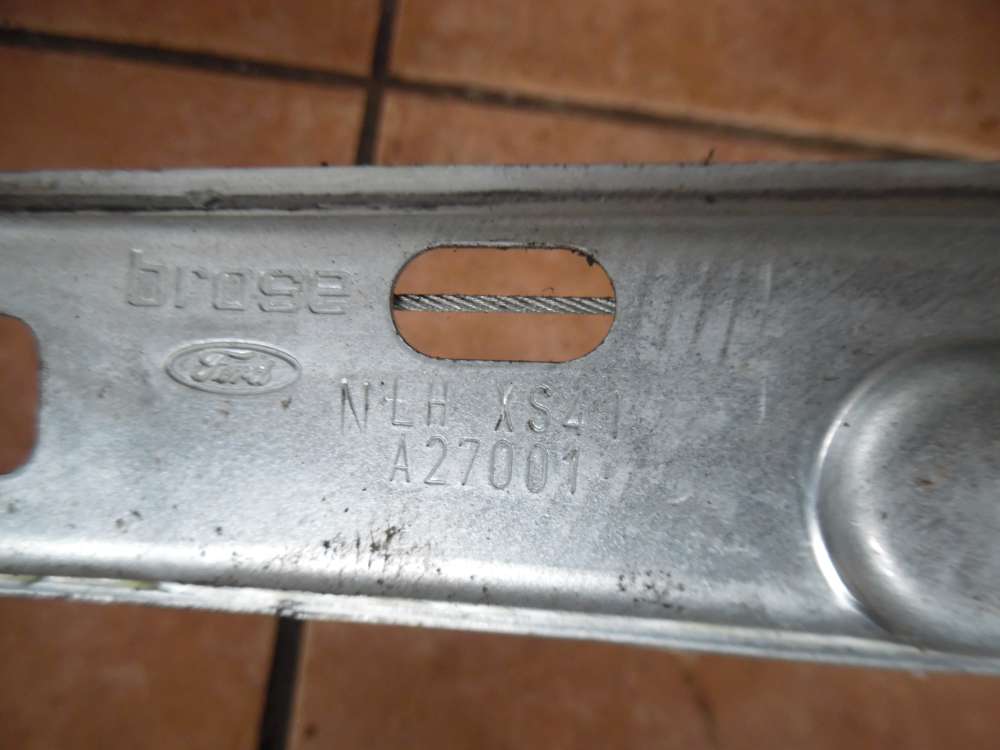 brose
Ford
N LH XS41
A27001